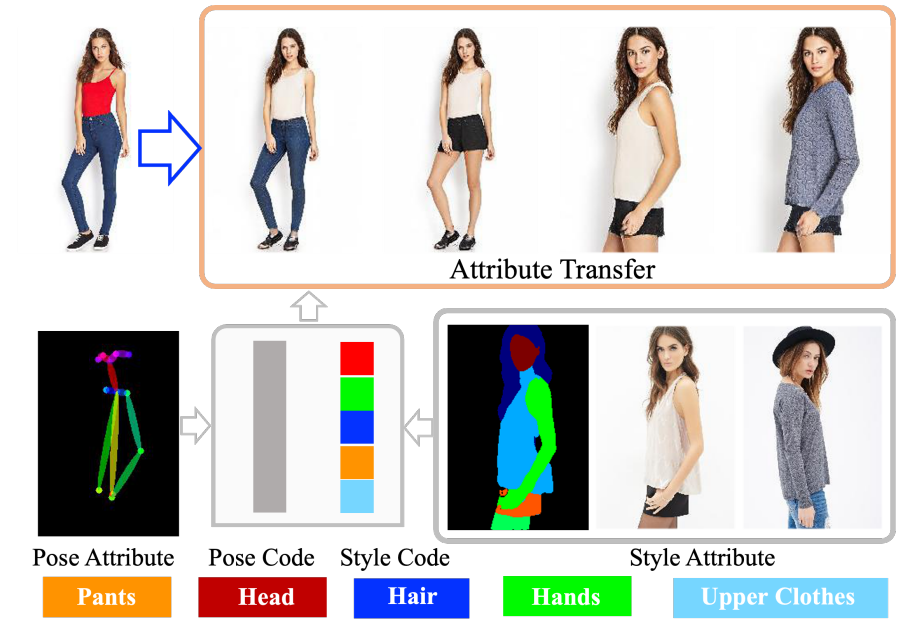 Attribute Transfer
Pose Attribute
Pose Code
Style Code
Style Attribute
Pants
Head
Hair
Hands
Upper Clothes